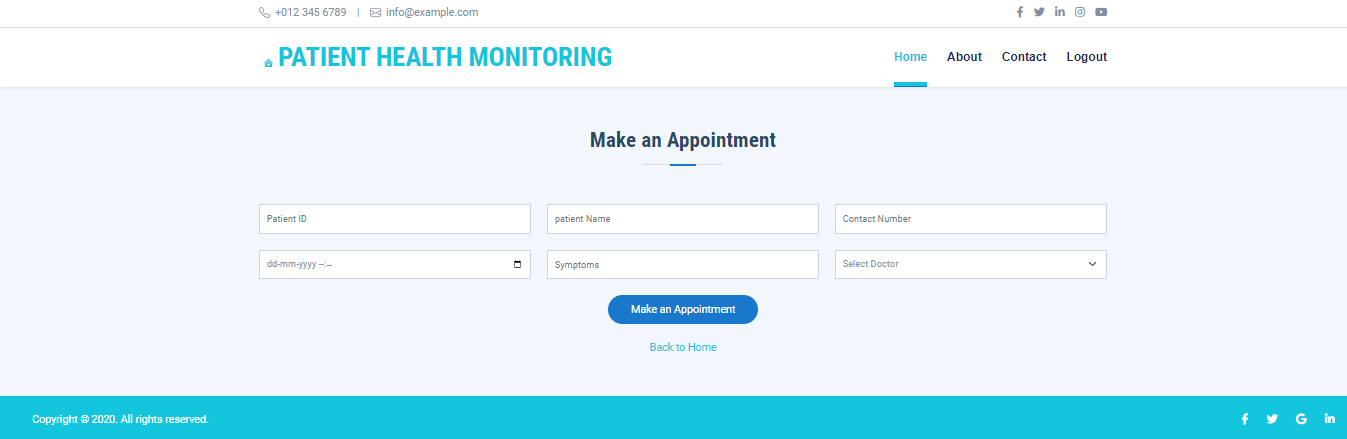 +012 345 6789 | info@example.com
PATIENT HEALTH MONITORING
Home About Contact Logout
Make an Appointment
Patient ID patient Name Contact Number
dd-mm-yyyy --:-- Symptoms Select Doctor
Make an Appointment
Back to Home
Copyright © 2020. All rights reserved.